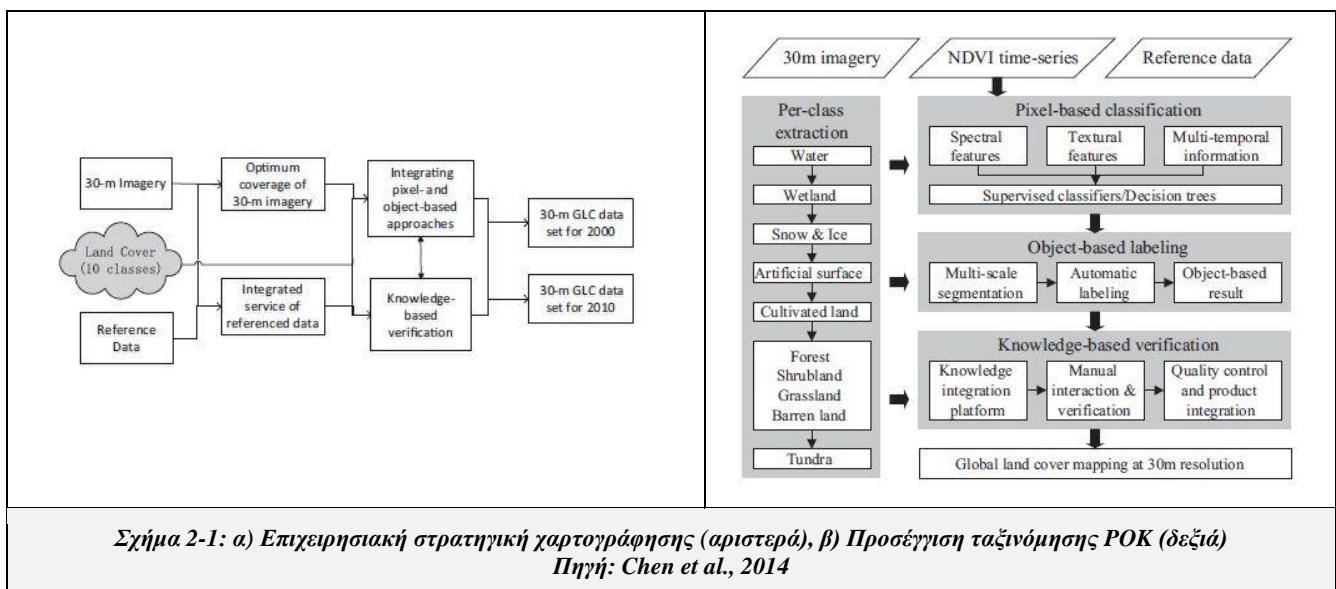 30-m Imagery
Optimum
coverage of
30-m imagery
Integrating
pixel- and
object-based
approaches
30-m GLC data
set for 2000
Land Cover
(10 classes)
Reference
Data
Integrated
service of
referenced data
Knowledge-
based
verification
30-m GLC data
set for 2010
30m imagery
NDVI time-series
Reference data
Per-class
extraction
Water
Wetland
Snow & Ice
Artificial surface
Cultivated land
Forest
Shrubland
Grassland
Barren land
Tundra
Pixel-based classification
Spectral
features
Textural
features
Multi-temporal
information
Supervised classifiers/Decision trees
Object-based labeling
Multi-scale
segmentation
Automatic
labeling
Object-based
result
Knowledge-based verification
Knowledge
integration
platform
Manual
interaction &
verification
Quality control
and product
integration
Global land cover mapping at 30m resolution
Σχήμα 2-1: α) Επιχειρησιακή στρατηγική χαρτογράφησης (αριστερά), β) Προσέγγιση ταξινόμησης POK (δεξιά)
Πηγή: Chen et al., 2014